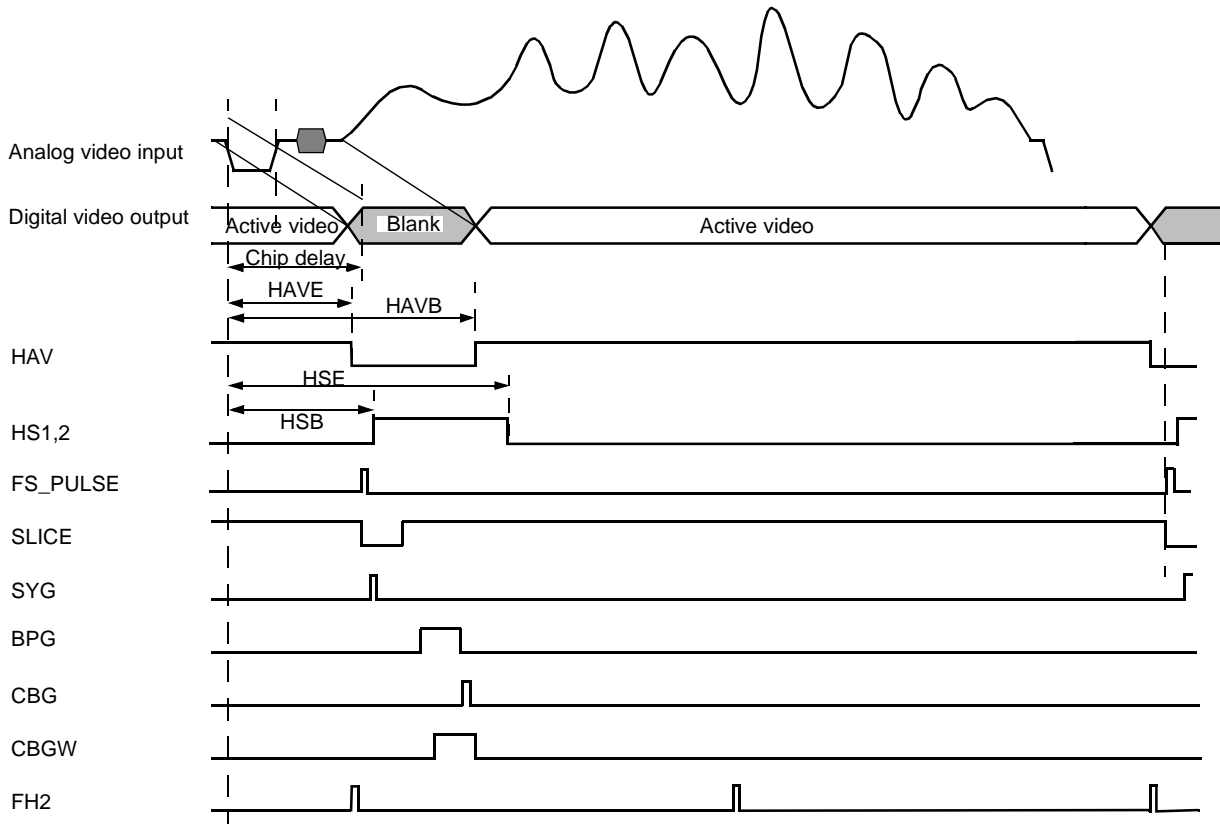 Analog video input
Digital video output
Active video
Blank
Active video
Chip delay
HAVE
HAVB
HAV
HSE
HSB
HS1,2
FS_PULSE
SLICE
SYG
BPG
CBG
CBGW
FH2